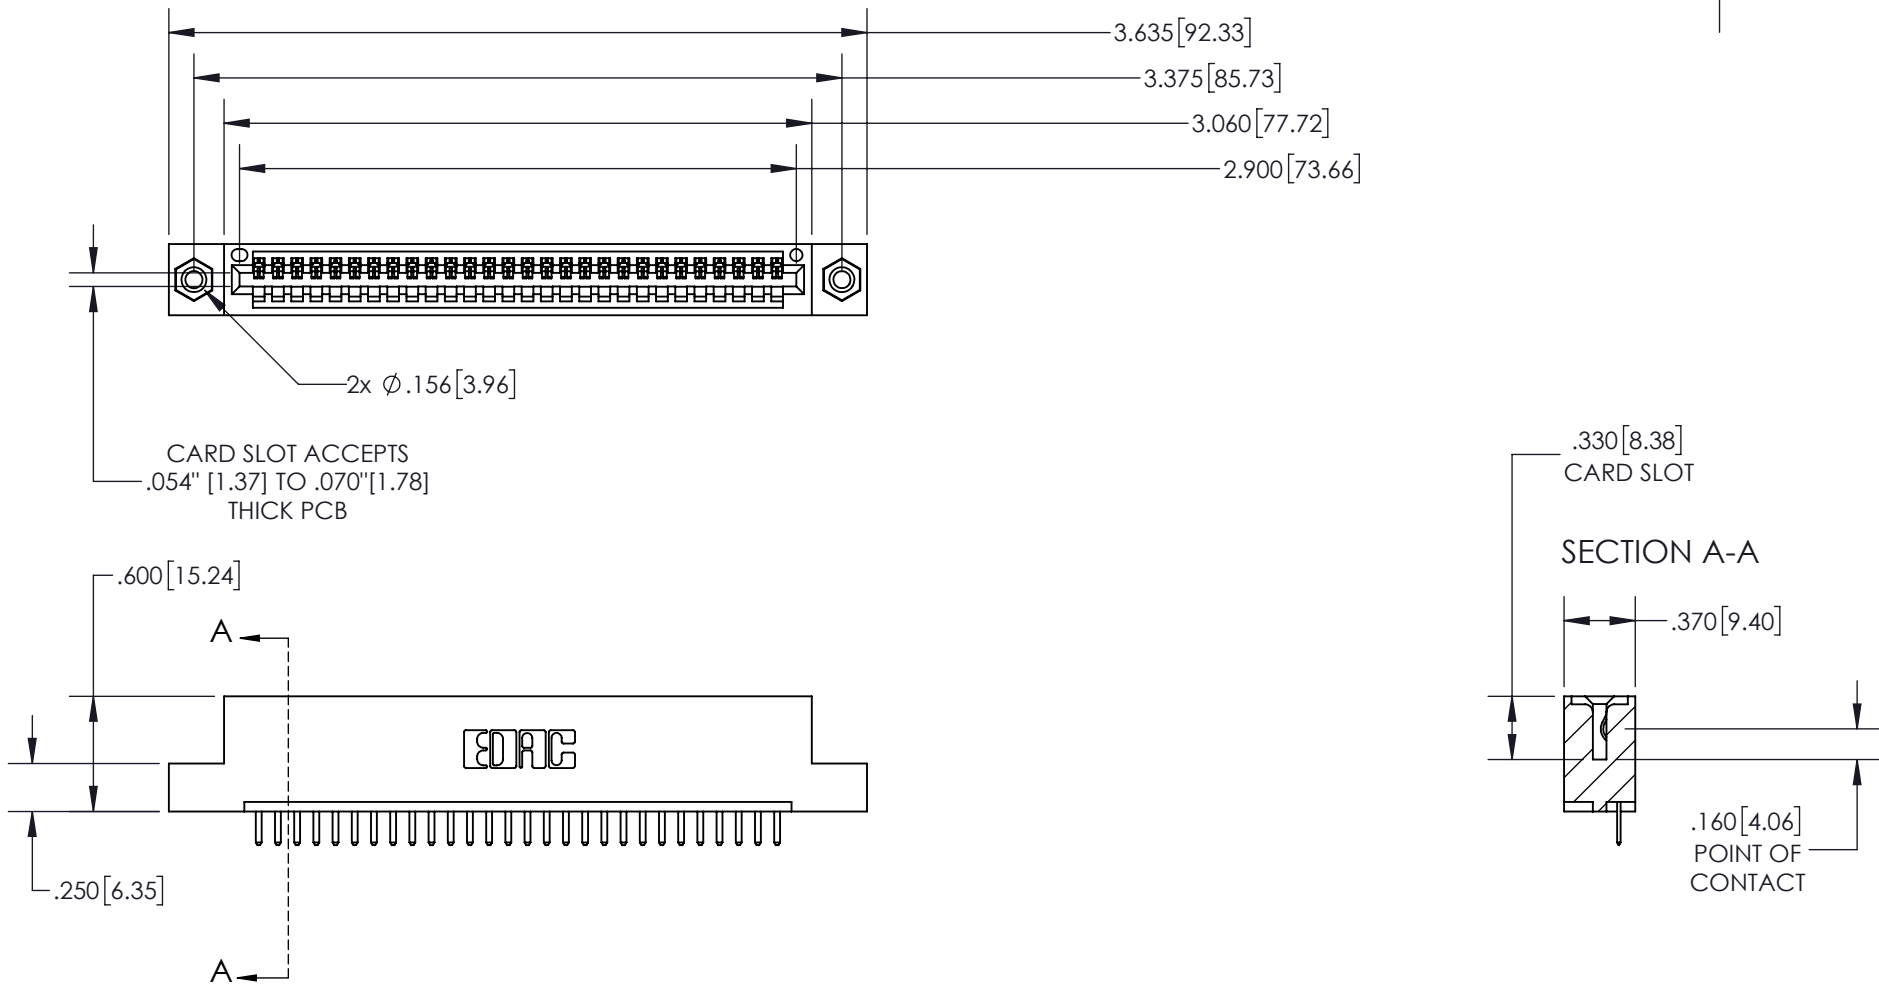 3.635[92.33]
3.375[85.73]
3.060[77.72]
2.900[73.66]
2x Ø.156[3.96]
CARD SLOT ACCEPTS
.054" [1.37] TO .070"[1.78]
THICK PCB
.330[8.38]
CARD SLOT
SECTION A-A
.600[15.24]
A
.370[9.40]
EDAC
.160[4.06]
POINT OF
CONTACT
.250[6.35]
A